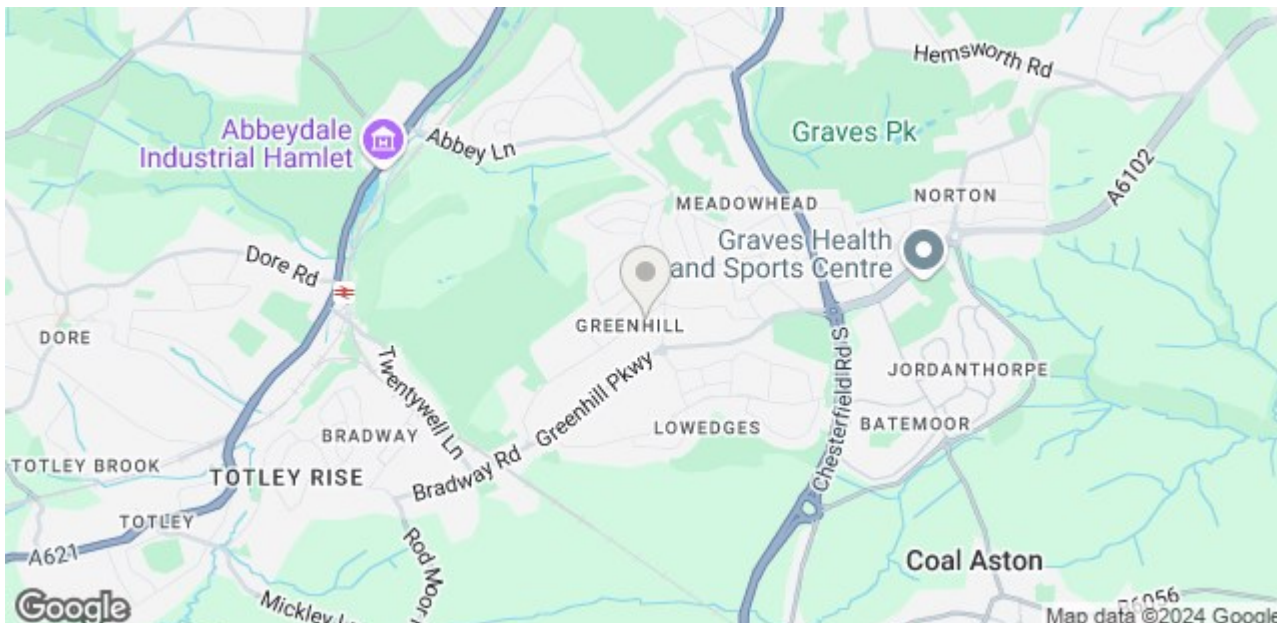 Hemsworth Rd
Abbeydale
Industrial Hamlet
Abbey Ln
Graves Pk
A6102
MEADOWHEAD
NORTON
Graves Health
and Sports Centre
Dore Rd
DORE
GREENHILL
Twentywell Ln
Greenhill Pkwy
Chesterfield Rd S
JORDANTHORPE
BRADWAY
LOWEDGES
BATEMOOR
TOTLEY BROOK
TOTLEY RISE
Bradway Rd
TOTLEY
A621
Rod Moor
Coal Aston
Mickley
B6056
Google
Map data ©2024 Google